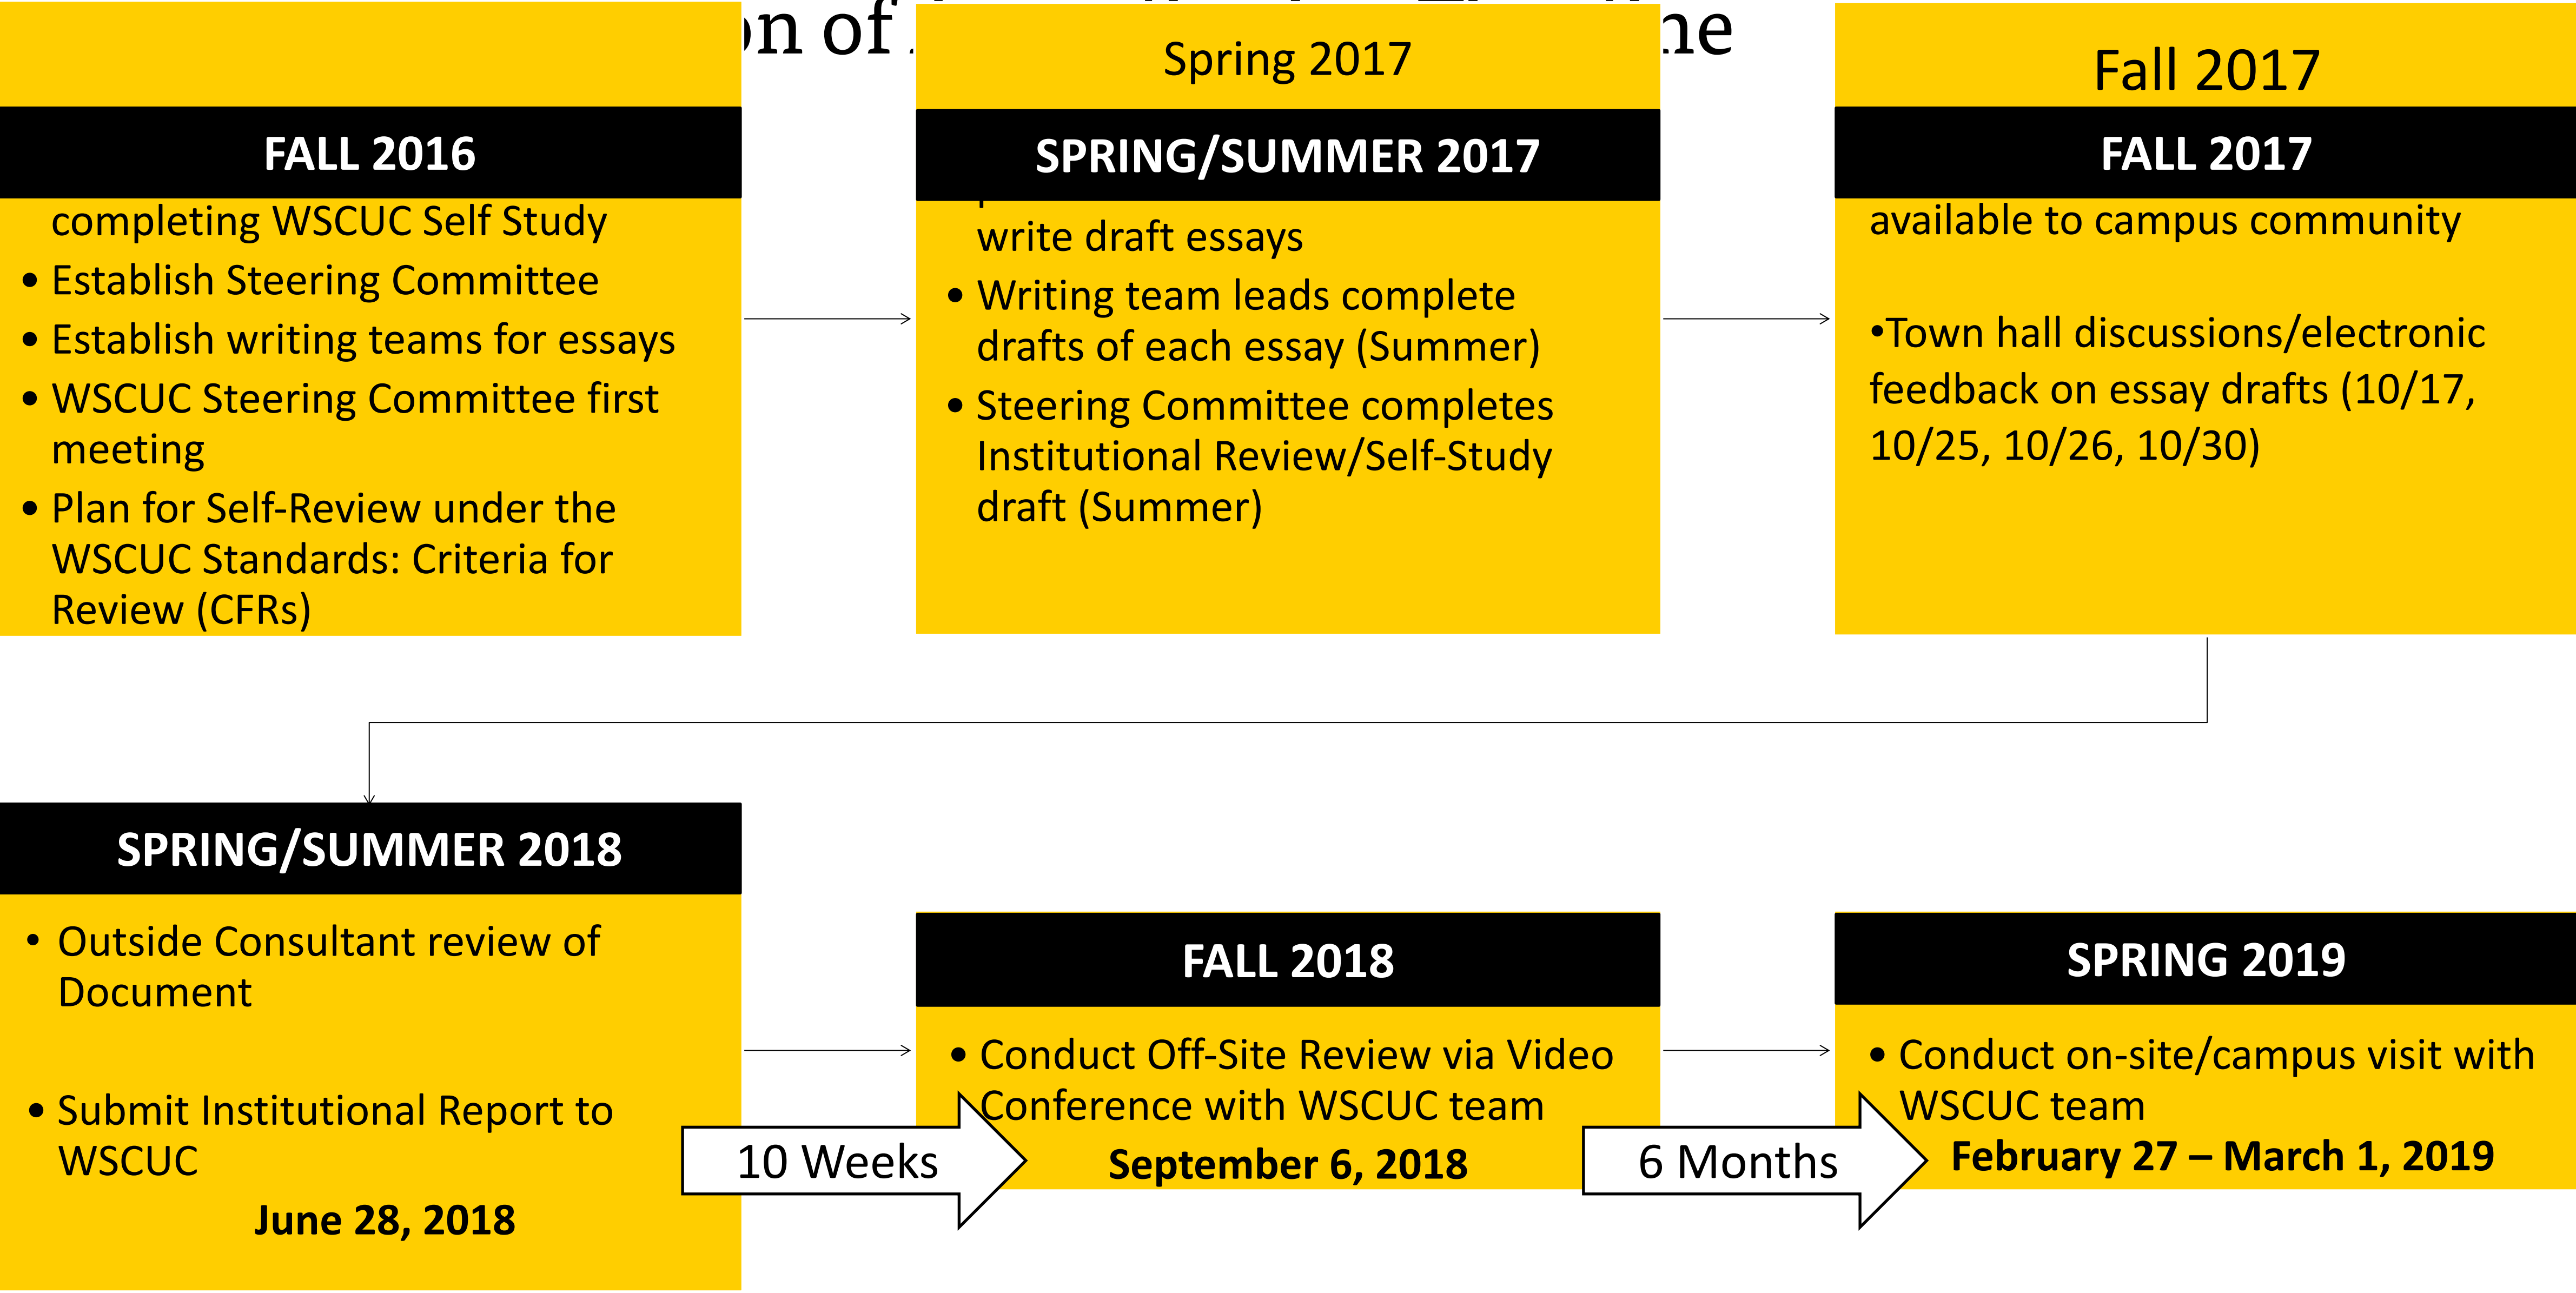 on of
Spring 2017
Fall 2017
FALL 2016
completing WSCUC Self Study
• Establish Steering Committee
• Establish writing teams for essays
• WSCUC Steering Committee first
meeting
• Plan for Self-Review under the
WSCUC Standards: Criteria for
Review (CFRs)
SPRING/SUMMER 2017
write draft essays
• Writing team leads complete
drafts of each essay (Summer)
• Steering Committee completes
Institutional Review/Self-Study
draft (Summer)
FALL 2017
available to campus community
•Town hall discussions/electronic
feedback on essay drafts (10/17,
10/25, 10/26, 10/30)
SPRING/SUMMER 2018
• Outside Consultant review of
Document
• Submit Institutional Report to
WSCUC
June 28, 2018
10 Weeks
FALL 2018
• Conduct Off-Site Review via Video
Conference with WSCUC team
September 6, 2018
6 Months
SPRING 2019
• Conduct on-site/campus visit with
WSCUC team
February 27 – March 1, 2019